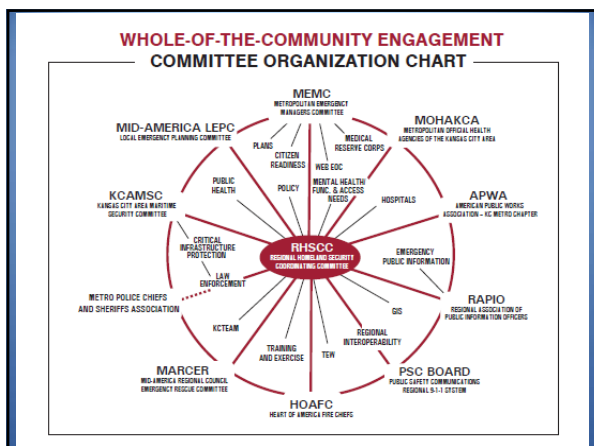 WHOLE-OF-THE-COMMUNITY ENGAGEMENT
COMMITTEE ORGANIZATION CHART
MEMC
METROPOLITAN EMERGENCY
MANAGERS COMMITTEE
MID-AMERICA LEPC
LOCAL EMERGENCY PLANNING COMMITTEE
MOHAKCA
METROPOLITAN OFFICIAL HEALTH
AGENCIES OF THE KANSAS CITY AREA
PLANS
CITIZEN
READINESS
WEB EOC
MEDICAL
RESERVE CORPS
PUBLIC
HEALTH
POLICY
MENTAL HEALTH/
FUNC. & ACCESS
NEEDS
HOSPITALS
KCAMSC
KANSAS CITY AREA MARITIME
SECURITY COMMITTEE
APWA
AMERICAN PUBLIC WORKS
ASSOCIATION – KC METRO CHAPTER
CRITICAL
INFRASTRUCTURE
PROTECTION
RHSCC
REGIONAL HOMELAND SECURITY
COORDINATING COMMITTEE
EMERGENCY
PUBLIC INFORMATION
LAW
ENFORCEMENT
METRO POLICE CHIEFS
AND SHERIFFS ASSOCIATION
RAPIO
REGIONAL ASSOCIATION OF
PUBLIC INFORMATION OFFICERS
KCTEAM
TRAINING
AND EXERCISE
TEW
REGIONAL
INTEROPERABILITY
GIS
MARCER
MID-AMERICA REGIONAL COUNCIL
EMERGENCY RESCUE COMMITTEE
HOAFC
HEART OF AMERICA FIRE CHIEFS
PSC BOARD
PUBLIC SAFETY COMMUNICATIONS
REGIONAL 9-1-1 SYSTEM